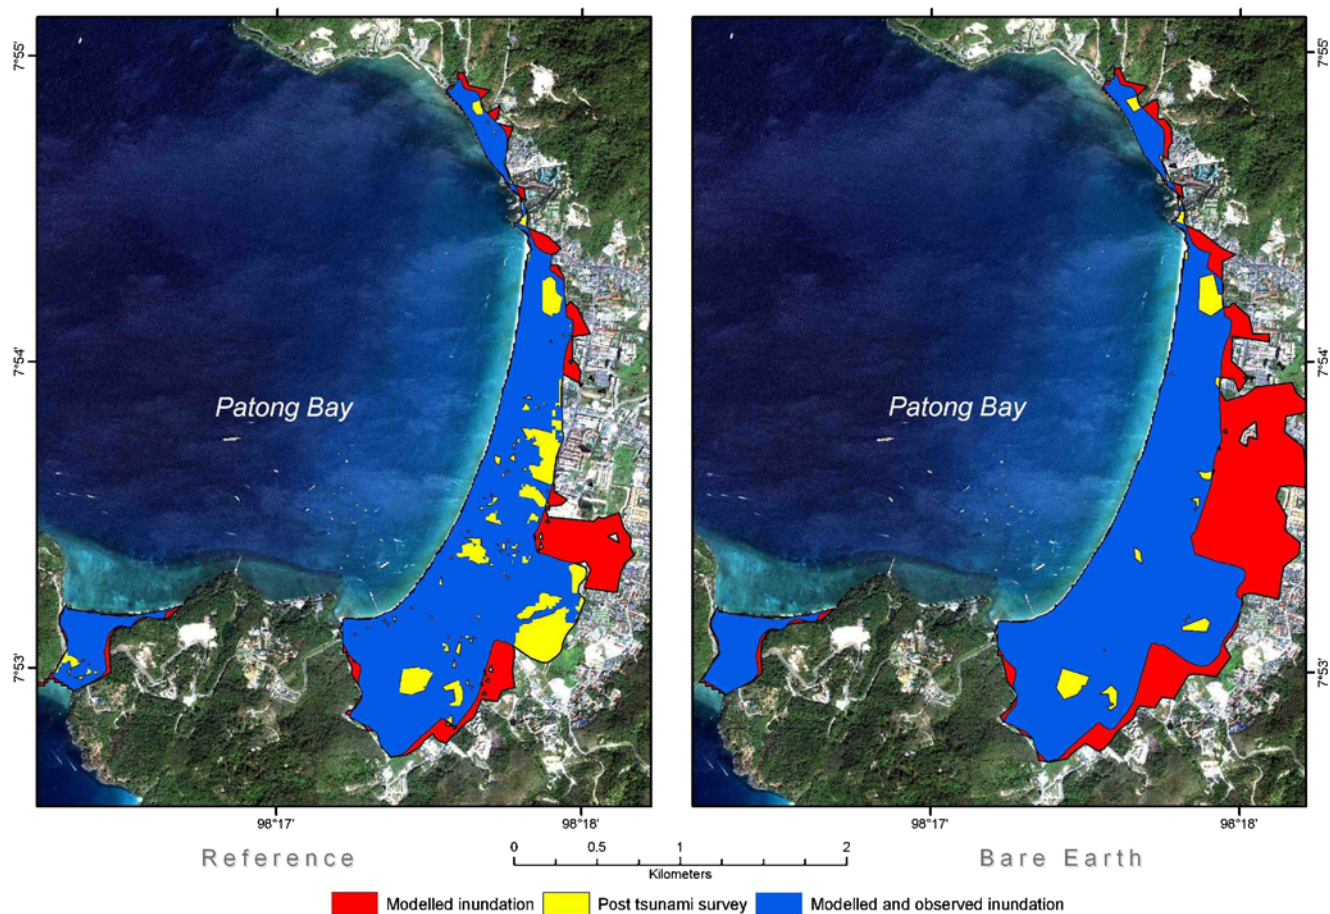 7°55'
7°55'
7°54'
7°54'
Patong Bay
Patong Bay
7°53'
7°53'
98°17'
98°18'
98°17'
98°18'
Reference
0 0.5 1 2
Kilometers
Bare Earth
Modelled inundation
Post tsunami survey
Modelled and observed inundation